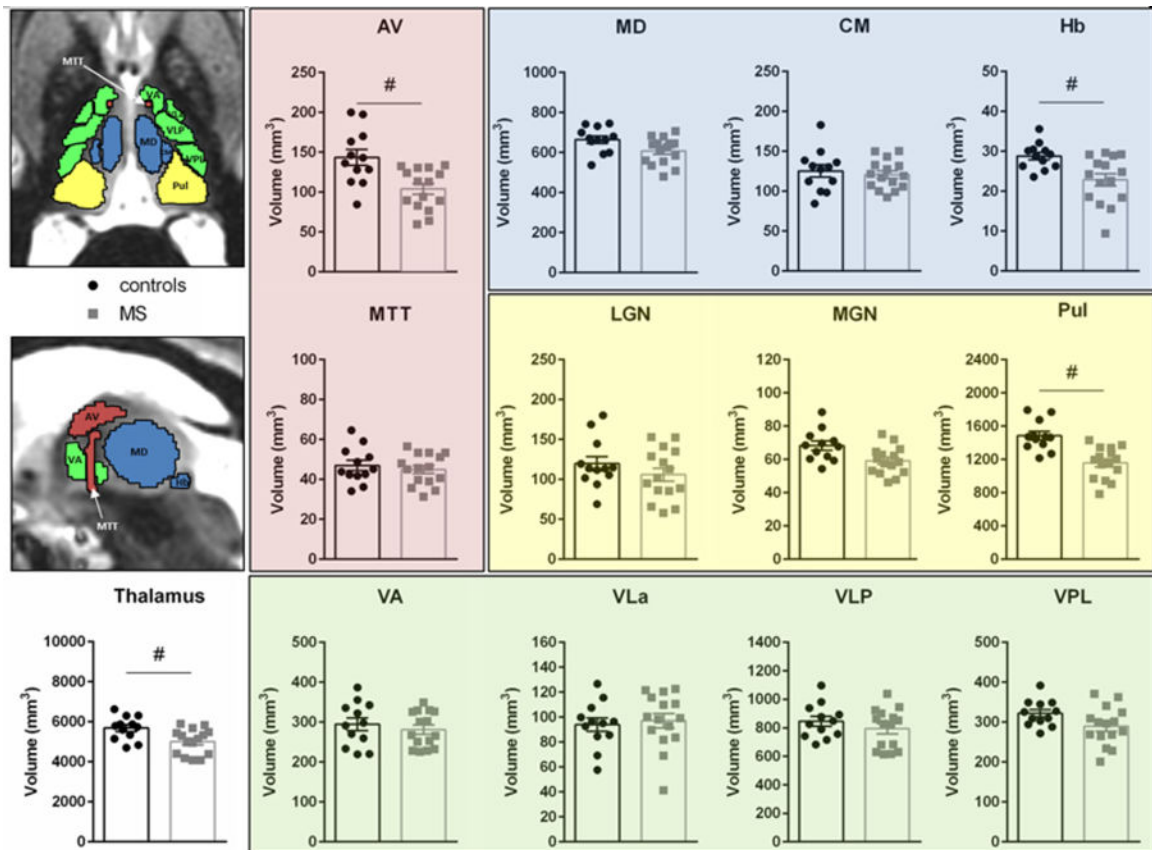 MTT
VA
VLP
MD
VPL
Pul
controls
MS
AV
VA
MD
Hb
MTT
AV
Volume (mm³)
250
200
150
100
50
0
#
MD
Volume (mm³)
1000
800
600
400
200
0
CM
Volume (mm³)
250
200
150
100
50
0
Hb
Volume (mm³)
50
40
30
20
10
0
#
MTT
Volume (mm³)
100
80
60
40
20
0
LGN
Volume (mm³)
250
200
150
100
50
0
MGN
Volume (mm³)
120
100
80
60
40
20
0
Pul
Volume (mm³)
2400
2000
1600
1200
800
400
0
#
Thalamus
Volume (mm³)
10000
8000
6000
4000
2000
0
#
VA
Volume (mm³)
500
400
300
200
100
0
VLa
Volume (mm³)
160
140
120
100
80
60
40
20
0
VLP
Volume (mm³)
1400
1200
1000
800
600
400
200
0
VPL
Volume (mm³)
500
400
300
200
100
0